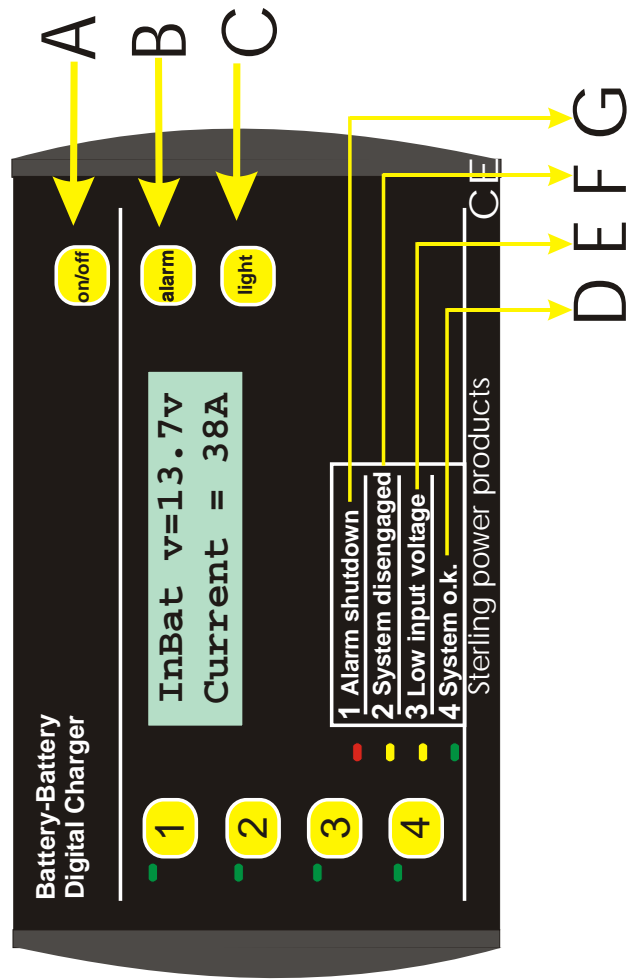 Battery-Battery
Digital Charger
on/off
A
1
InBat v=13.7v
Current = 38A
alarm
B
2
light
C
3
1 Alarm shutdown
2 System disengaged
3 Low input voltage
4 System o.k.
4
Sterling power products
CE
D
E
F
G